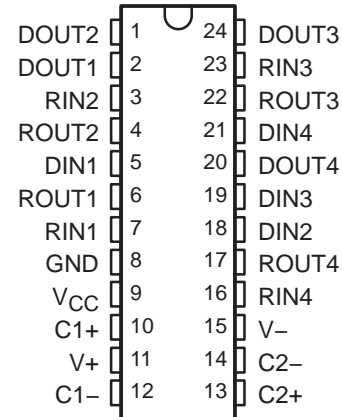 DOUT2 1 24 DOUT3
DOUT1 2 23 RIN3
RIN2 3 22 ROUT3
ROUT2 4 21 DIN4
DIN1 5 20 DOUT4
ROUT1 6 19 DIN3
RIN1 7 18 DIN2
GND 8 17 ROUT4
VCC 9 16 RIN4
C1+ 10 15 V−
V+ 11 14 C2−
C1− 12 13 C2+